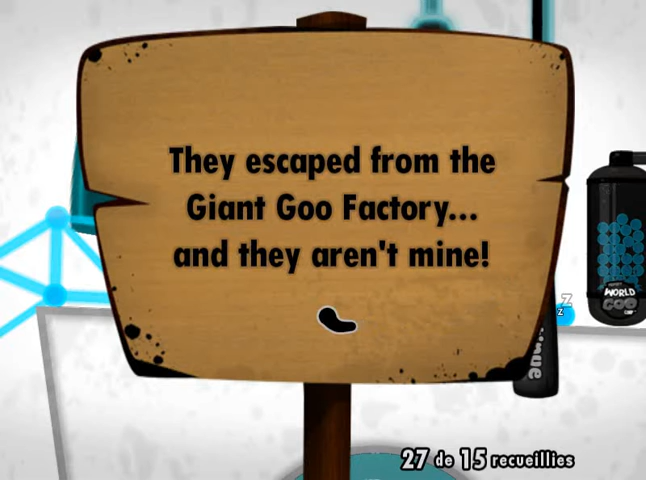 They escaped from the
Giant Goo Factory...
and they aren't mine!
Z
z
WORLD
GOO
27 de 15 recueillies